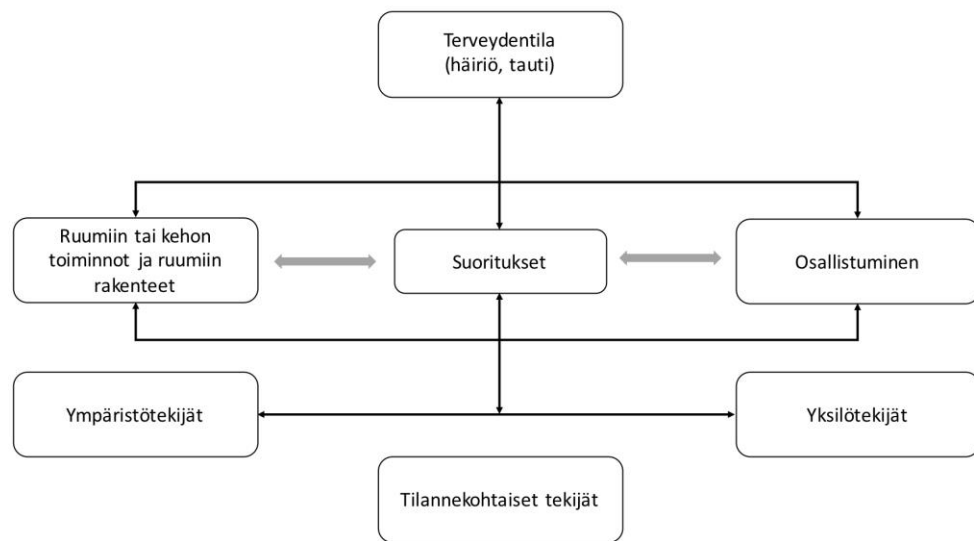 Terveydentila
(häiriö, tauti)
Ruumiin tai kehon
toiminnot ja ruumiin
rakenteet
Suoritukset
Osallistuminen
Ympäristötekijät
Yksilötekijät
Tilannekohtaiset tekijät